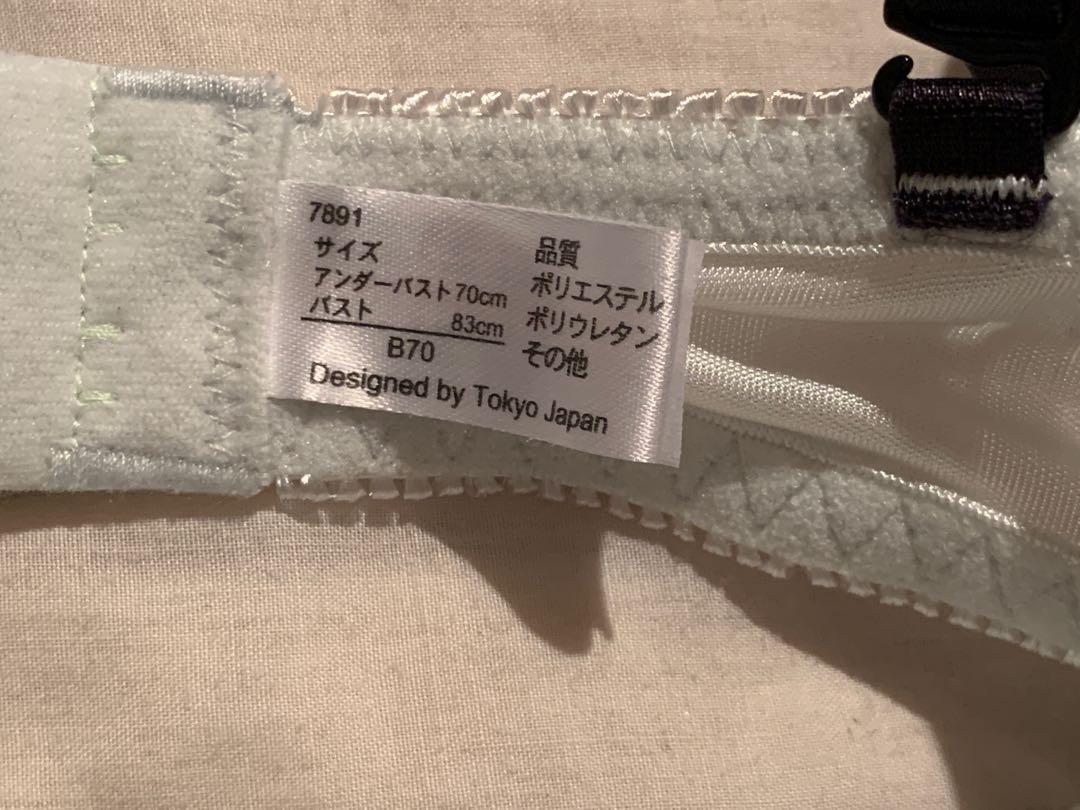 7891
サイズ
アンダーバスト70cm
バスト 83cm
B70
品質
ポリエステル
ポリウレタン
その他
Designed by Tokyo Japan